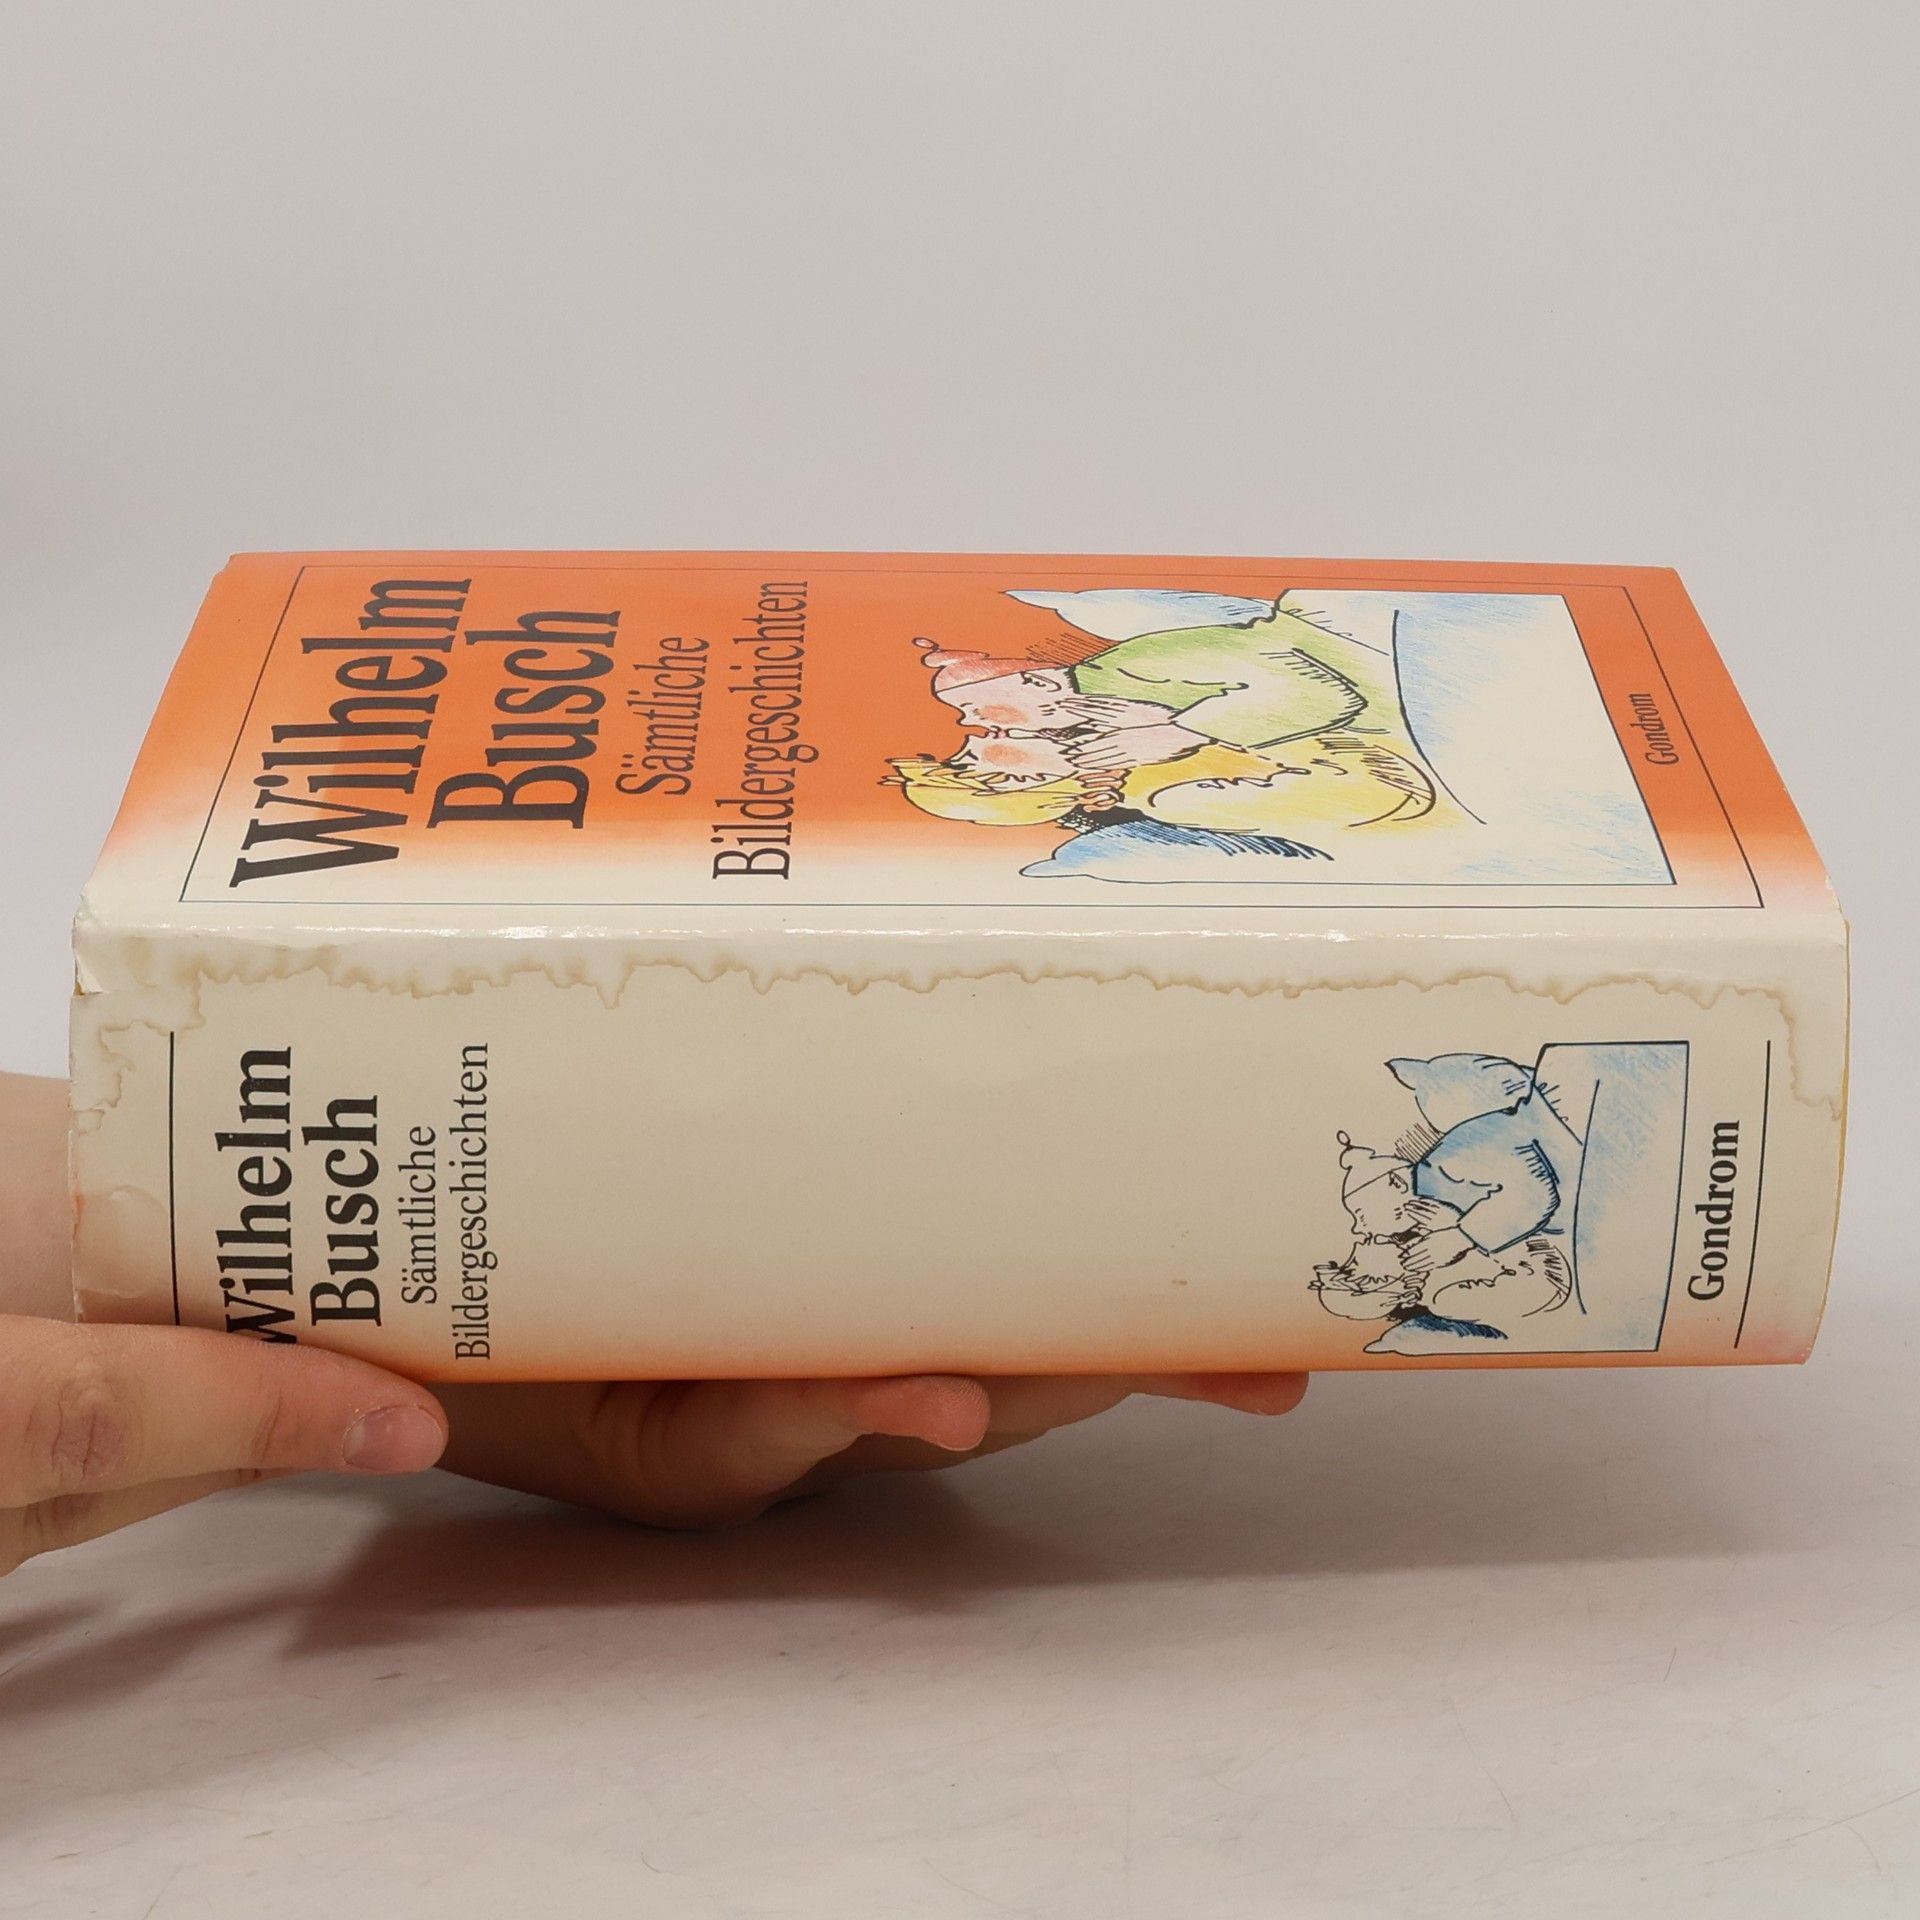 Wilhelm
Busch
Sämtliche
Bildergeschichten
Gondrom
Wilhelm
Busch
Sämtliche
Bildergeschichten
Gondrom